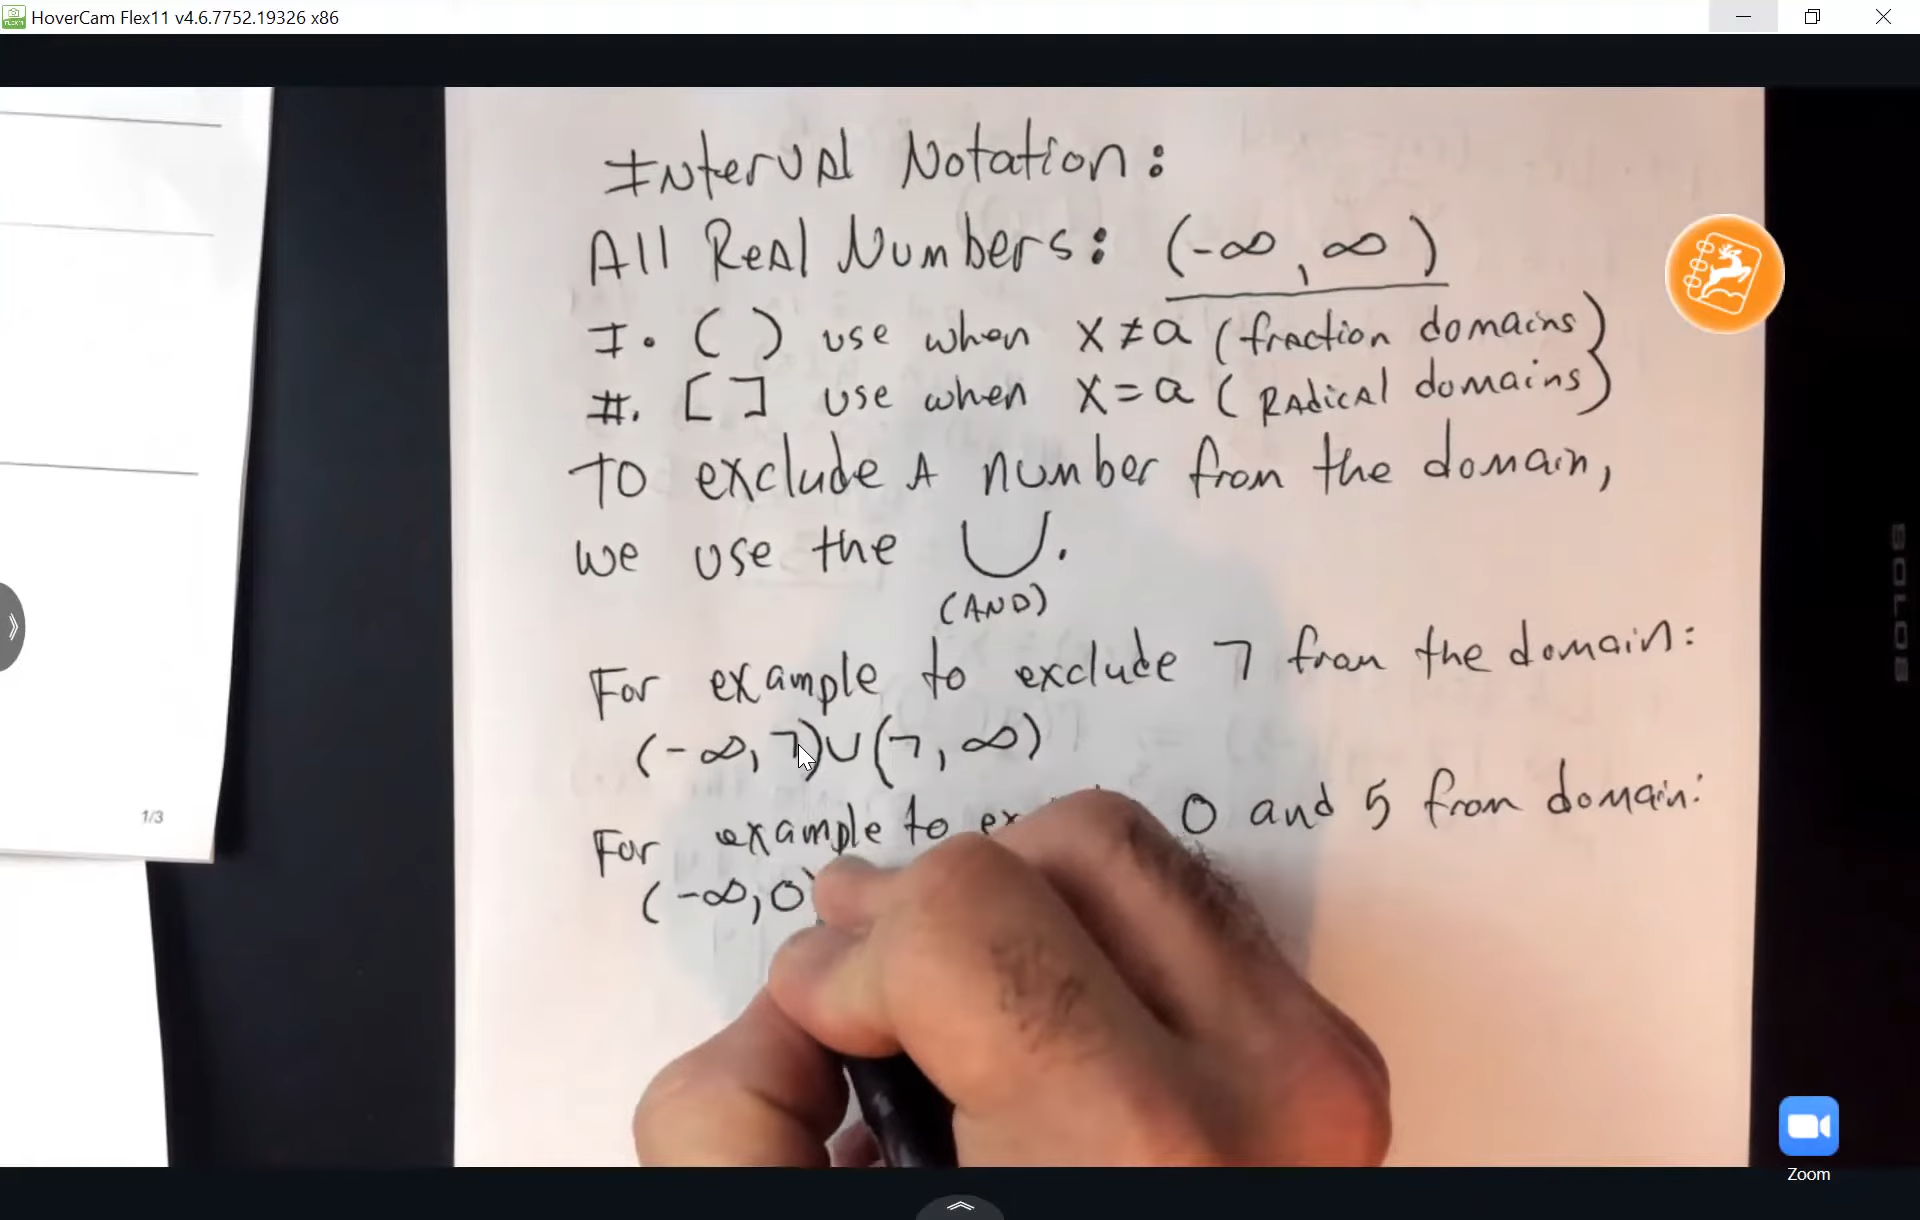 HoverCam Flex11 v4.6.7752.19326 x86
Interval Notation:
All Real Numbers: (-∞, ∞)
I. ( ) use when x ≠ a (fraction domains)
II. [ ] use when x = a (Radical domains)
To exclude A number from the domain,
we use the ∪.
(AND)
For example to exclude 7 from the domain:
(-∞, 7)∪(7, ∞)
For example to 0 and 5 from domain:
(-∞, 0)
1/3
SOLO8
Zoom